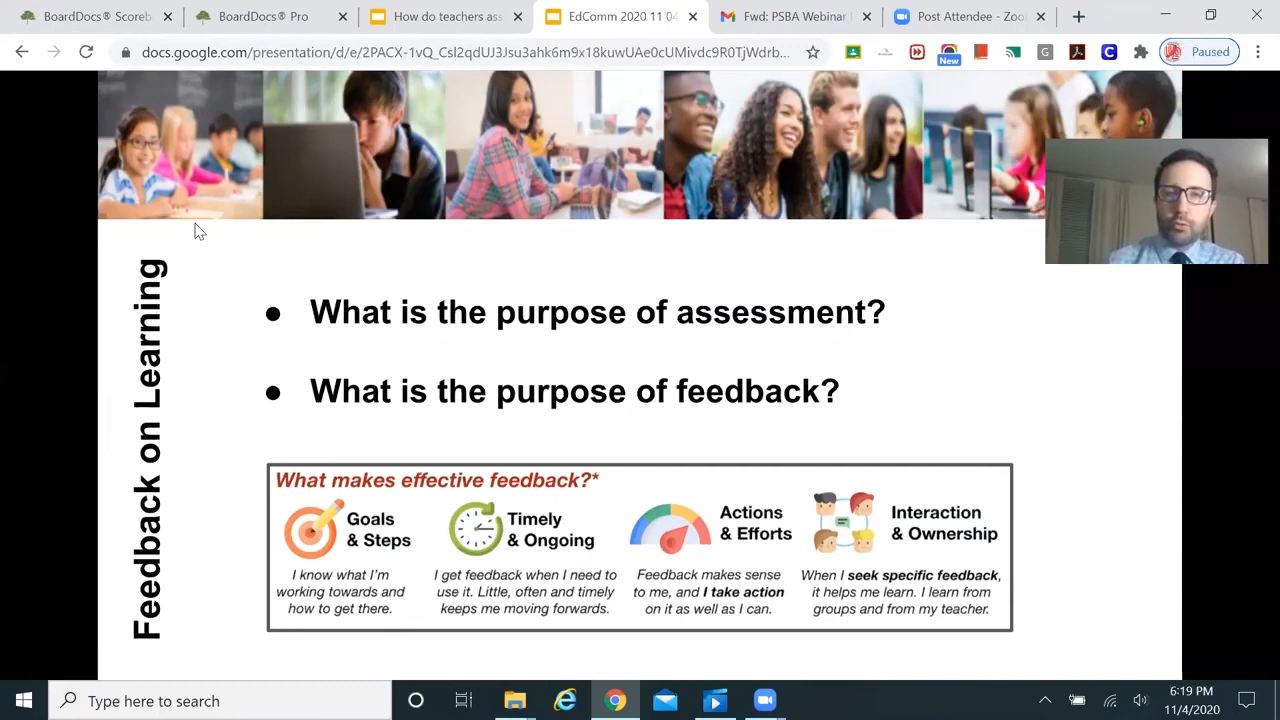 BoardDocs® Scoreb
BoardDocs® Pro
How do teachers ass
EdComm 2020 11 04
Fwd: PSBA Webinar
Post Attendee - Zoo
docs.google.com/presentation/d/e/2PACX-1vQ_Csl2dUJ3Jsu3ahk6m9x18kuwUAe0cUMivdc9R0TjWdrb...
New
Paused
Feedback on Learning
What is the purpose of assessment?
What is the purpose of feedback?
What makes effective feedback?*
Goals
& Steps
I know what I'm
working towards and
how to get there.
Timely
& Ongoing
I get feedback when I need to
use it. Little, often and timely
keeps me moving forwards.
Actions
& Efforts
Feedback makes sense
to me, and I take action
on it as well as I can.
Interaction
& Ownership
When I seek specific feedback,
it helps me learn. I learn from
groups and from my teacher.
Type here to search
6:19 PM
11/4/2020